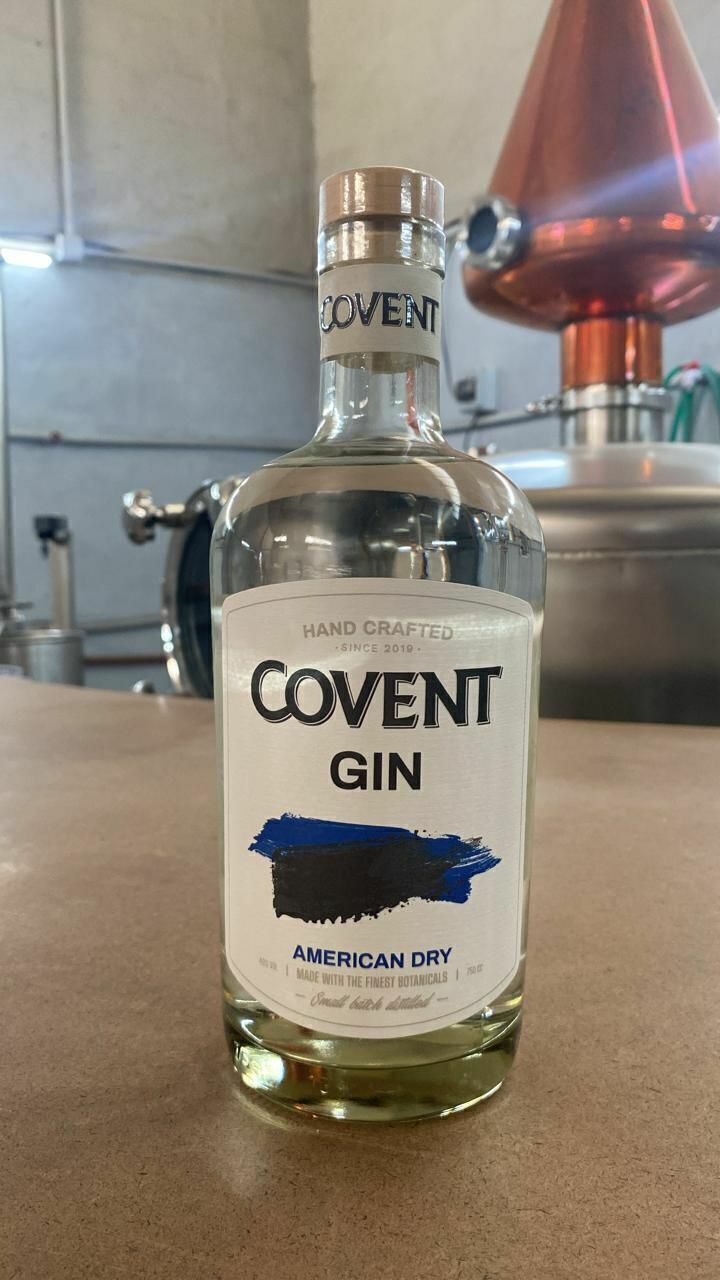 COVENT
HAND CRAFTED
· SINCE 2019 ·
COVENT
GIN
AMERICAN DRY
MADE WITH THE FINEST BOTANICALS
750 CC
Small batch distilled